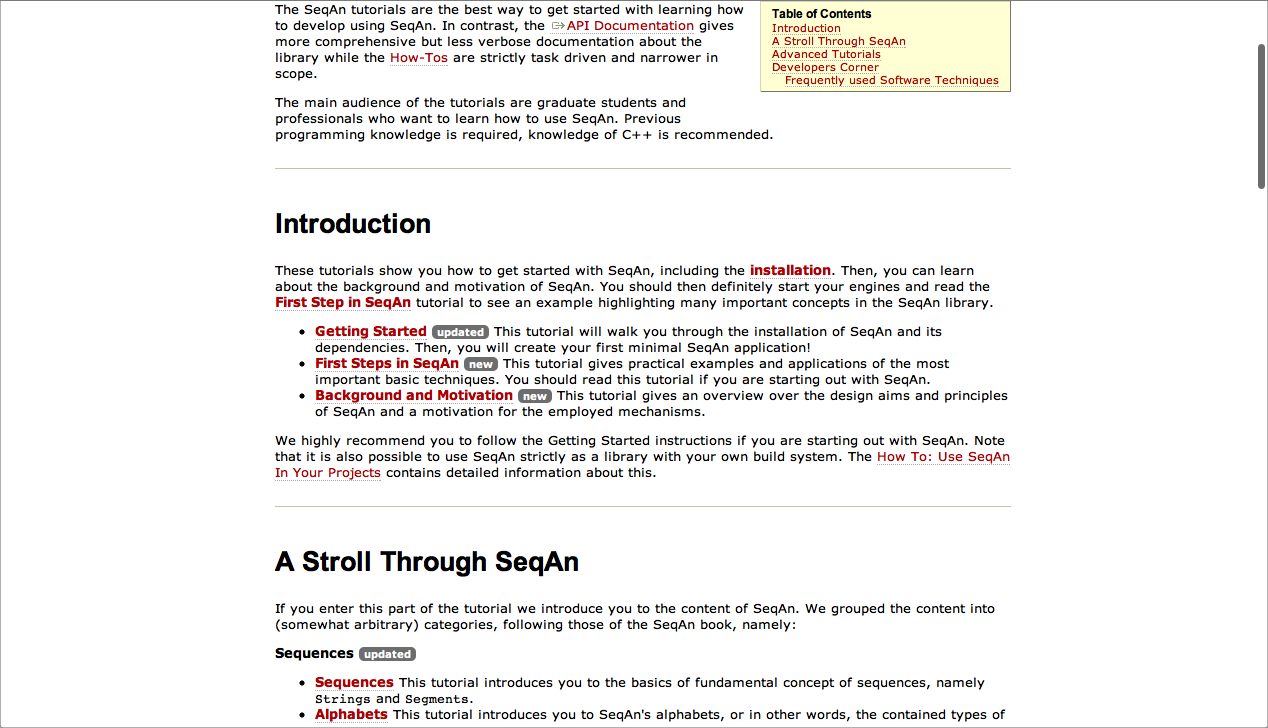 The SeqAn tutorials are the best way to get started with learning how
to develop using SeqAn. In contrast, the API Documentation gives
more comprehensive but less verbose documentation about the
library while the How-Tos are strictly task driven and narrower in
scope.
Table of Contents
Introduction
A Stroll Through SeqAn
Advanced Tutorials
Developers Corner
Frequently used Software Techniques
The main audience of the tutorials are graduate students and
professionals who want to learn how to use SeqAn. Previous
programming knowledge is required, knowledge of C++ is recommended.
Introduction
These tutorials show you how to get started with SeqAn, including the installation. Then, you can learn
about the background and motivation of SeqAn. You should then definitely start your engines and read the
First Step in SeqAn tutorial to see an example highlighting many important concepts in the SeqAn library.
• Getting Started updated This tutorial will walk you through the installation of SeqAn and its
dependencies. Then, you will create your first minimal SeqAn application!
• First Steps in SeqAn new This tutorial gives practical examples and applications of the most
important basic techniques. You should read this tutorial if you are starting out with SeqAn.
• Background and Motivation new This tutorial gives an overview over the design aims and principles
of SeqAn and a motivation for the employed mechanisms.
We highly recommend you to follow the Getting Started instructions if you are starting out with SeqAn. Note
that it is also possible to use SeqAn strictly as a library with your own build system. The How To: Use SeqAn
In Your Projects contains detailed information about this.
A Stroll Through SeqAn
If you enter this part of the tutorial we introduce you to the content of SeqAn. We grouped the content into
(somewhat arbitrary) categories, following those of the SeqAn book, namely:
Sequences updated
• Sequences This tutorial introduces you to the basics of fundamental concept of sequences, namely
Strings and Segments.
• Alphabets This tutorial introduces you to SeqAn's alphabets, or in other words, the contained types of